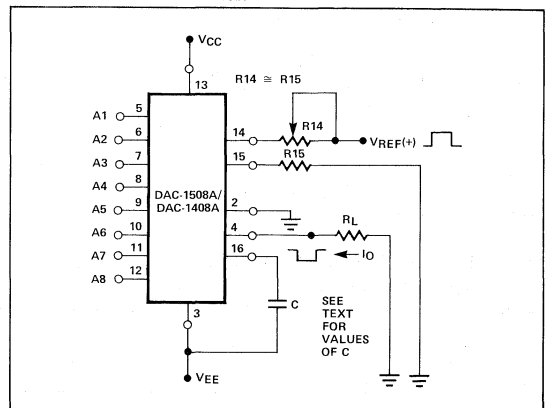 VCC
13
R14 ≅ R15
A1 5
A2 6
A3 7
A4 8
A5 9
A6 10
A7 11
A8 12
DAC-1508A/
DAC-1408A
14
R14
VREF(+)
15
R15
2
4
RL
IO
16
C
SEE
TEXT
FOR
VALUES
OF C
3
VEE